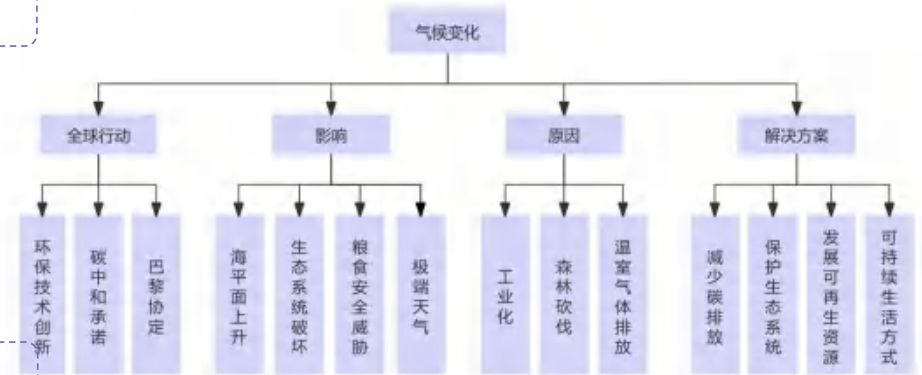 气候变化
全球行动
影响
原因
解决方案
环保技术创新
碳中和承诺
巴黎协定
海平面上升
生态系统破坏
粮食安全威胁
极端天气
工业化
森林砍伐
温室气体排放
减少碳排放
保护生态系统
发展可再生资源
可持续生活方式